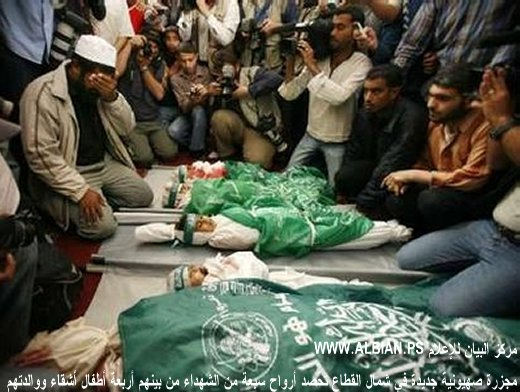 مركز البيان للإعلام WWW.ALBIAN.PS
مجزرة صهيونية جديدة في شمال القطاع تحصد أرواح سبعة من الشهداء من بينهم أربعة أطفال أشقاء ووالدتهم